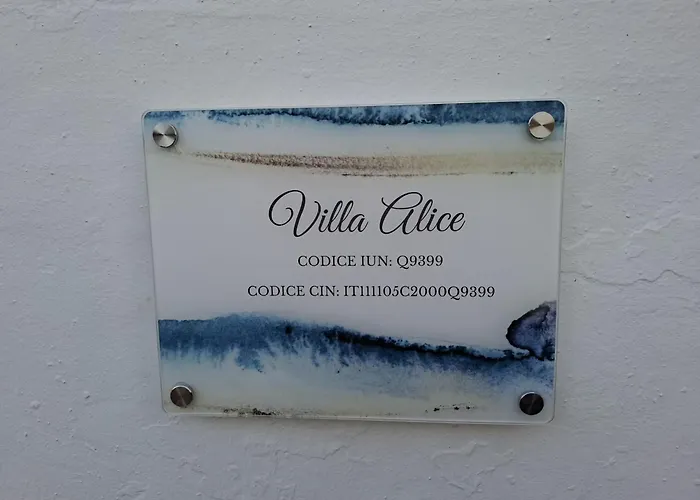 Villa Alice
CODICE IUN: Q9399
CODICE CIN: IT111105C2000Q9399